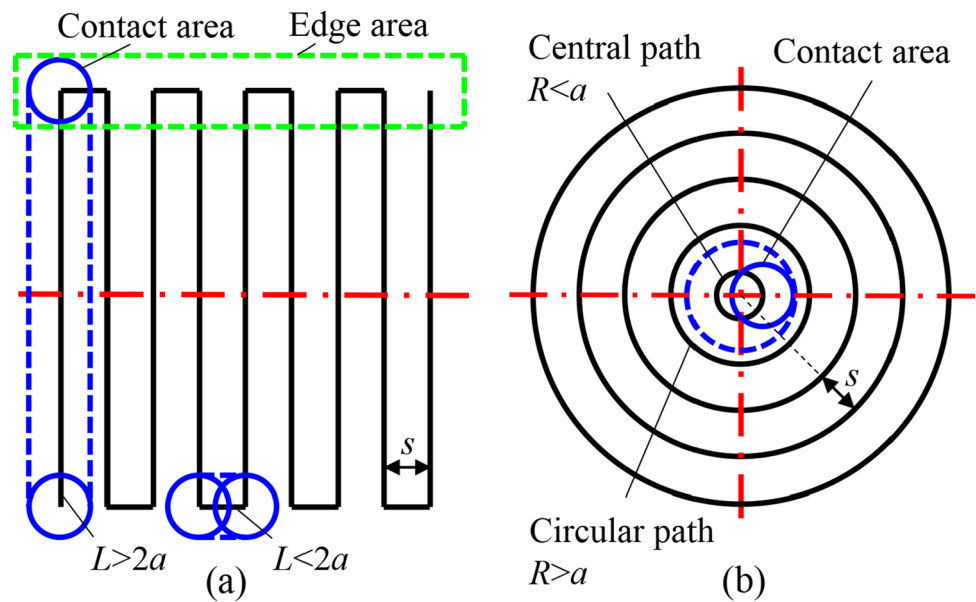 Contact area
Edge area
s
L>2a
L<2a
(a)
Central path
R<a
Contact area
s
Circular path
R>a
(b)